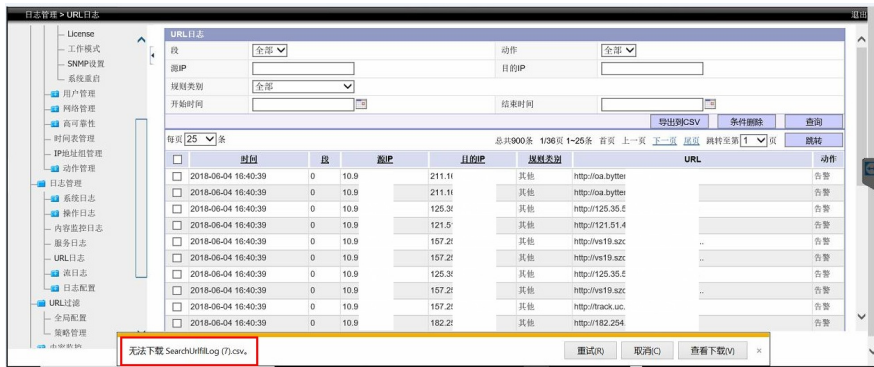 日志管理 > URL日志 退出
License
工作模式
SNMP设置
系统重启
用户管理
网络管理
高可靠性
时间表管理
IP地址组管理
动作管理
日志管理
系统日志
操作日志
内容监控日志
服务日志
URL日志
流日志
日志配置
URL过滤
全局配置
策略管理
内容监控
URL日志
段 全部 动作 全部
源IP 目的IP
规则类别 全部
开始时间 结束时间
导出到CSV 条件删除 查询
每页 25 条 总共900条 1/36页 1~25条 首页 上一页 下一页 尾页 跳转至第 1 页 跳转
时间 段 源IP 目的IP 规则类别 URL 动作
2018-06-04 16:40:39 0 10.9 211.16 其他 http://oa.bytter 告警
2018-06-04 16:40:39 0 10.9 211.16 其他 http://oa.bytter 告警
2018-06-04 16:40:39 0 10.9 125.35 其他 http://125.35.5 告警
2018-06-04 16:40:39 0 10.9 121.5 其他 http://121.51.4 告警
2018-06-04 16:40:39 0 10.9 157.25 其他 http://vs19.szc .. 告警
2018-06-04 16:40:39 0 10.9 157.25 其他 http://vs19.szc .. 告警
2018-06-04 16:40:39 0 10.9 125.35 其他 http://125.35.5 告警
2018-06-04 16:40:39 0 10.9 157.25 其他 http://vs19.szc .. 告警
2018-06-04 16:40:39 0 10.9 157.25 其他 http://track.uc. 告警
2018-06-04 16:40:39 0 10.9 182.25 其他 http://182.254. 告警
无法下载 SearchUrlfilLog (7).csv。 重试(R) 取消(C) 查看下载(V) ×